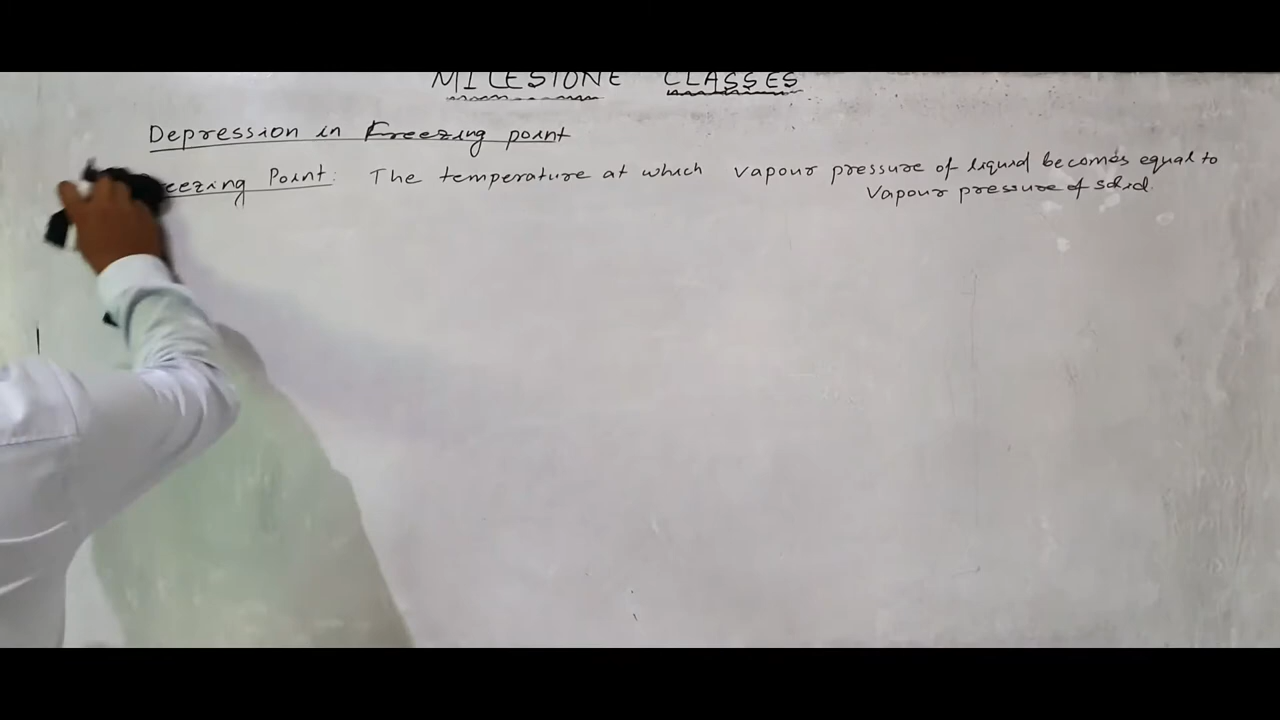 MILESTONE CLASSES
Depression in Freezing point
Point: The temperature at which vapour pressure of liquid becomes equal to
Vapour pressure of solid.